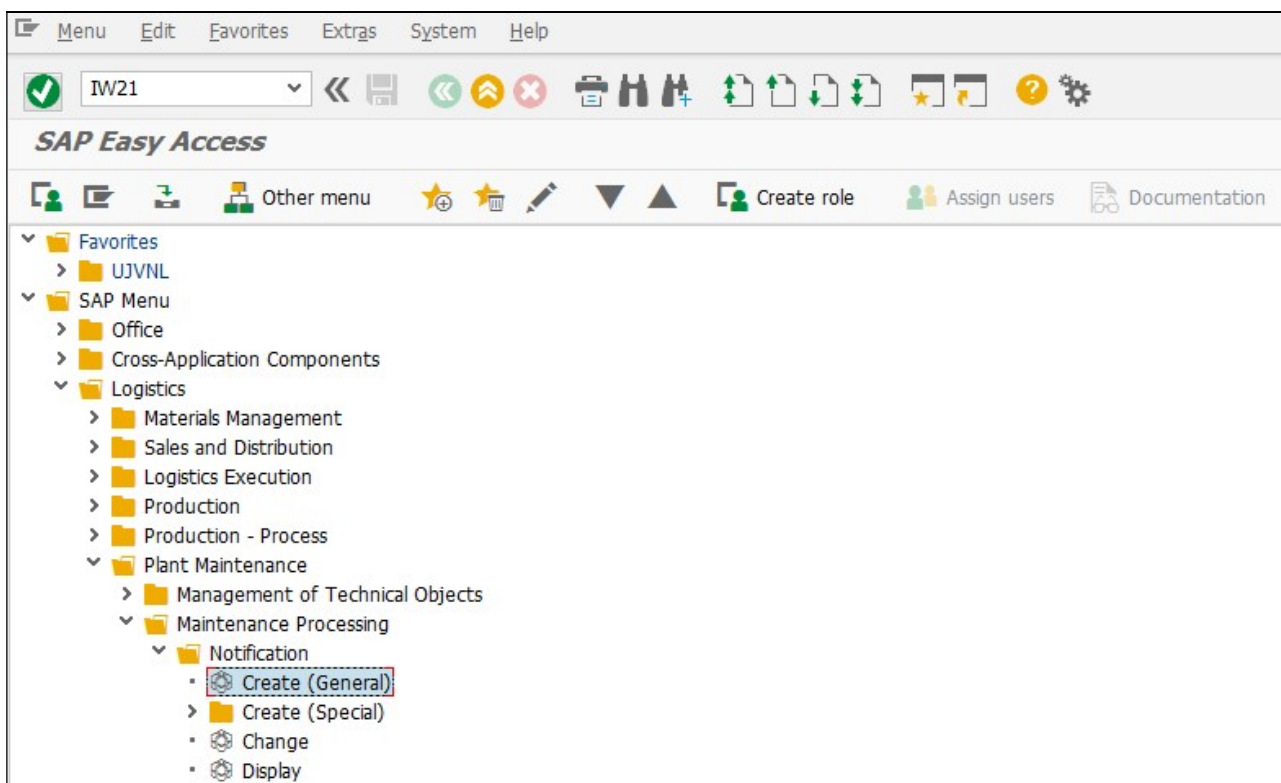 Menu Edit Favorites Extras System Help
IW21
SAP Easy Access
Other menu Create role Assign users Documentation
Favorites
UJVNL
SAP Menu
Office
Cross-Application Components
Logistics
Materials Management
Sales and Distribution
Logistics Execution
Production
Production - Process
Plant Maintenance
Management of Technical Objects
Maintenance Processing
Notification
Create (General)
Create (Special)
Change
Display